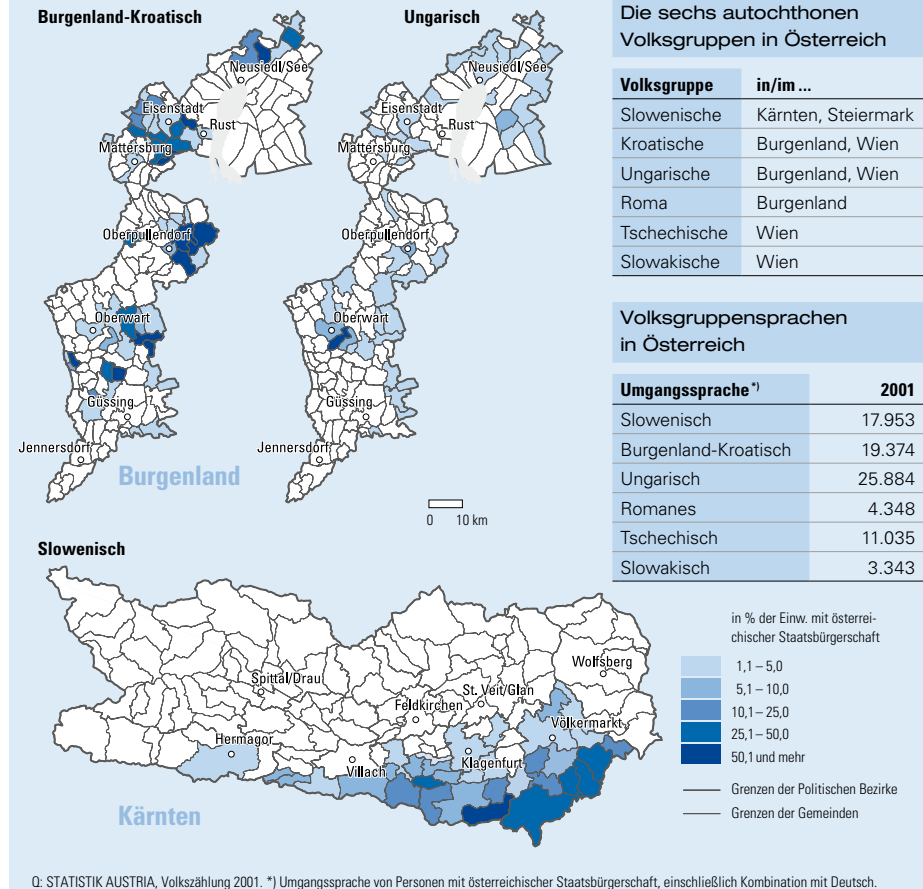 Burgenland-Kroatisch
Neusiedl/See
Eisenstadt
Rust
Mattersburg
Oberpullendorf
Oberwart
Güssing
Jennersdorf
Burgenland
Ungarisch
Neusiedl/See
Eisenstadt
Rust
Mattersburg
Oberpullendorf
Oberwart
Güssing
Jennersdorf
0 10 km
Die sechs autochthonen
Volksgruppen in Österreich
Volksgruppe in/im ...
Slowenische Kärnten, Steiermark
Kroatische Burgenland, Wien
Ungarische Burgenland, Wien
Roma Burgenland
Tschechische Wien
Slowakische Wien
Volksgruppensprachen
in Österreich
Umgangssprache*) 2001
Slowenisch 17.953
Burgenland-Kroatisch 19.374
Ungarisch 25.884
Romanes 4.348
Tschechisch 11.035
Slowakisch 3.343
Slowenisch
Wolfsberg
Spittal/Drau
St. Veit/Glan
Feldkirchen
Völkermarkt
Hermagor
Klagenfurt
Villach
Kärnten
in % der Einw. mit österrei-
chischer Staatsbürgerschaft
1,1 – 5,0
5,1 – 10,0
10,1 – 25,0
25,1 – 50,0
50,1 und mehr
Grenzen der Politischen Bezirke
Grenzen der Gemeinden
Q: STATISTIK AUSTRIA, Volkszählung 2001. *) Umgangssprache von Personen mit österreichischer Staatsbürgerschaft, einschließlich Kombination mit Deutsch.